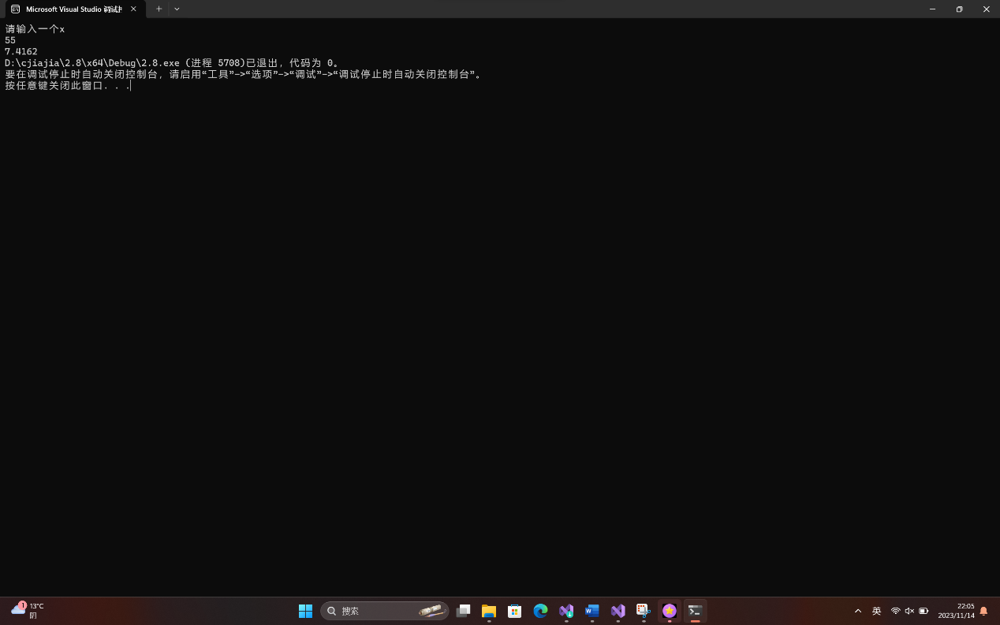 Microsoft Visual Studio 调试
请输入一个x
55
7.4162
D:\cjiajia\2.8\x64\Debug\2.8.exe (进程 5708)已退出，代码为 0。
要在调试停止时自动关闭控制台，请启用“工具”->“选项”->“调试”->“调试停止时自动关闭控制台”。
按任意键关闭此窗口. . .
1
13°C
阴
搜索
英
22:05
2023/11/14